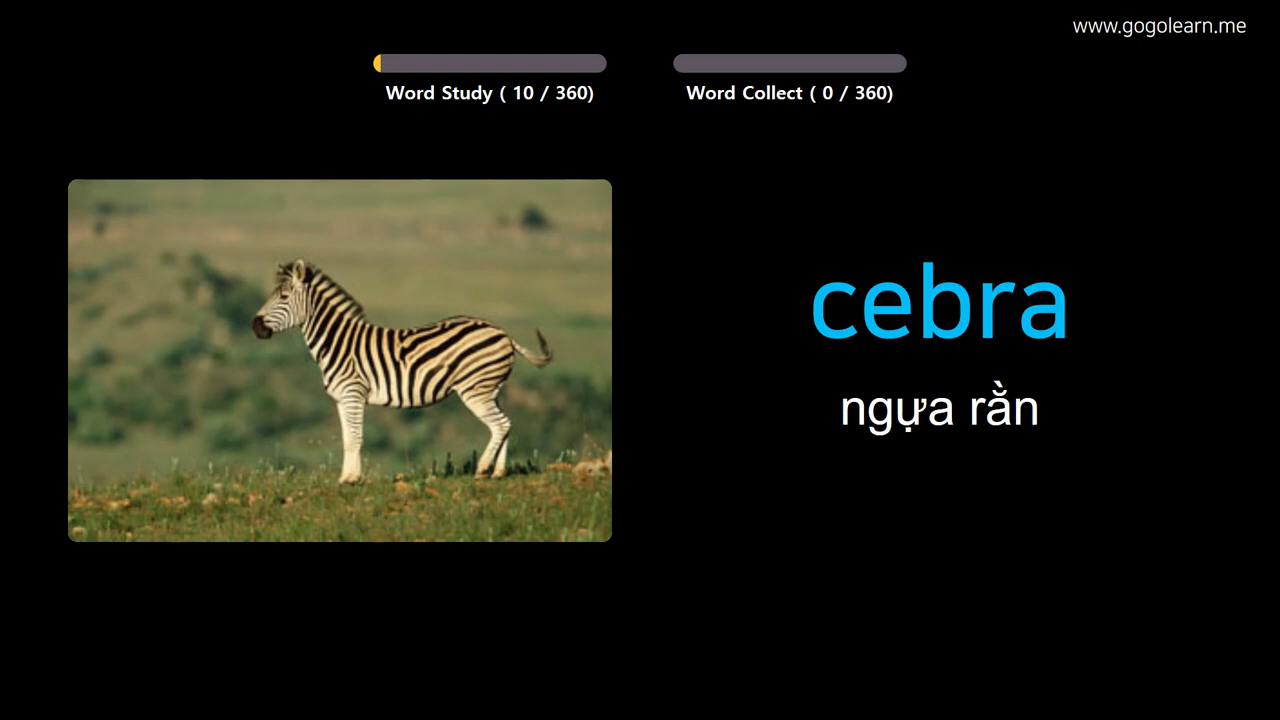 www.gogolearn.me
Word Study ( 10 / 360)
Word Collect ( 0 / 360)
cebra
ngựa rằn